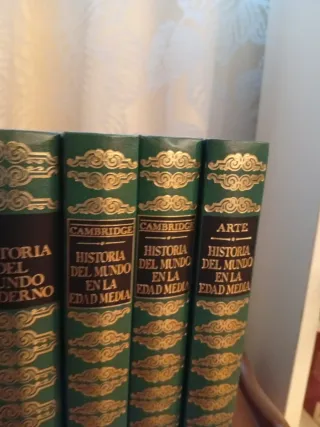 HISTORIA
DEL
MUNDO
MODERNO
CAMBRIDGE
HISTORIA
DEL MUNDO
EN LA
EDAD MEDIA
CAMBRIDGE
HISTORIA
DEL MUNDO
EN LA
EDAD MEDIA
ARTE
HISTORIA
DEL MUNDO
EN LA
EDAD MEDIA